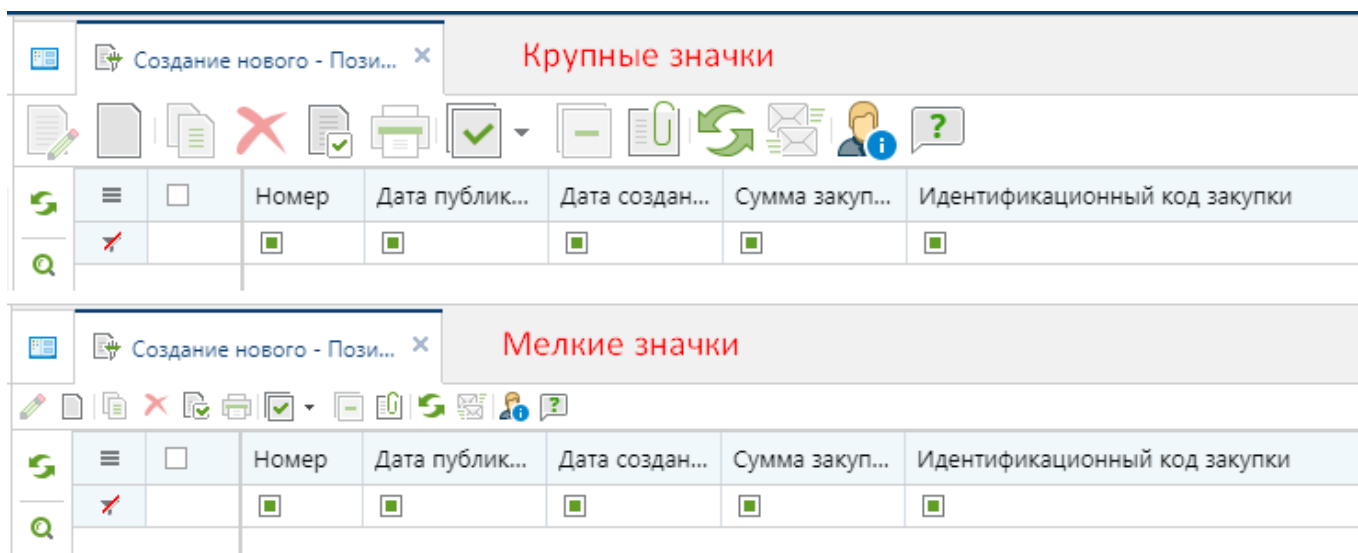 Создание нового - Пози... ×
Крупные значки
Номер Дата публик... Дата создан... Сумма закуп... Идентификационный код закупки
Создание нового - Пози... ×
Мелкие значки
Номер Дата публик... Дата создан... Сумма закуп... Идентификационный код закупки